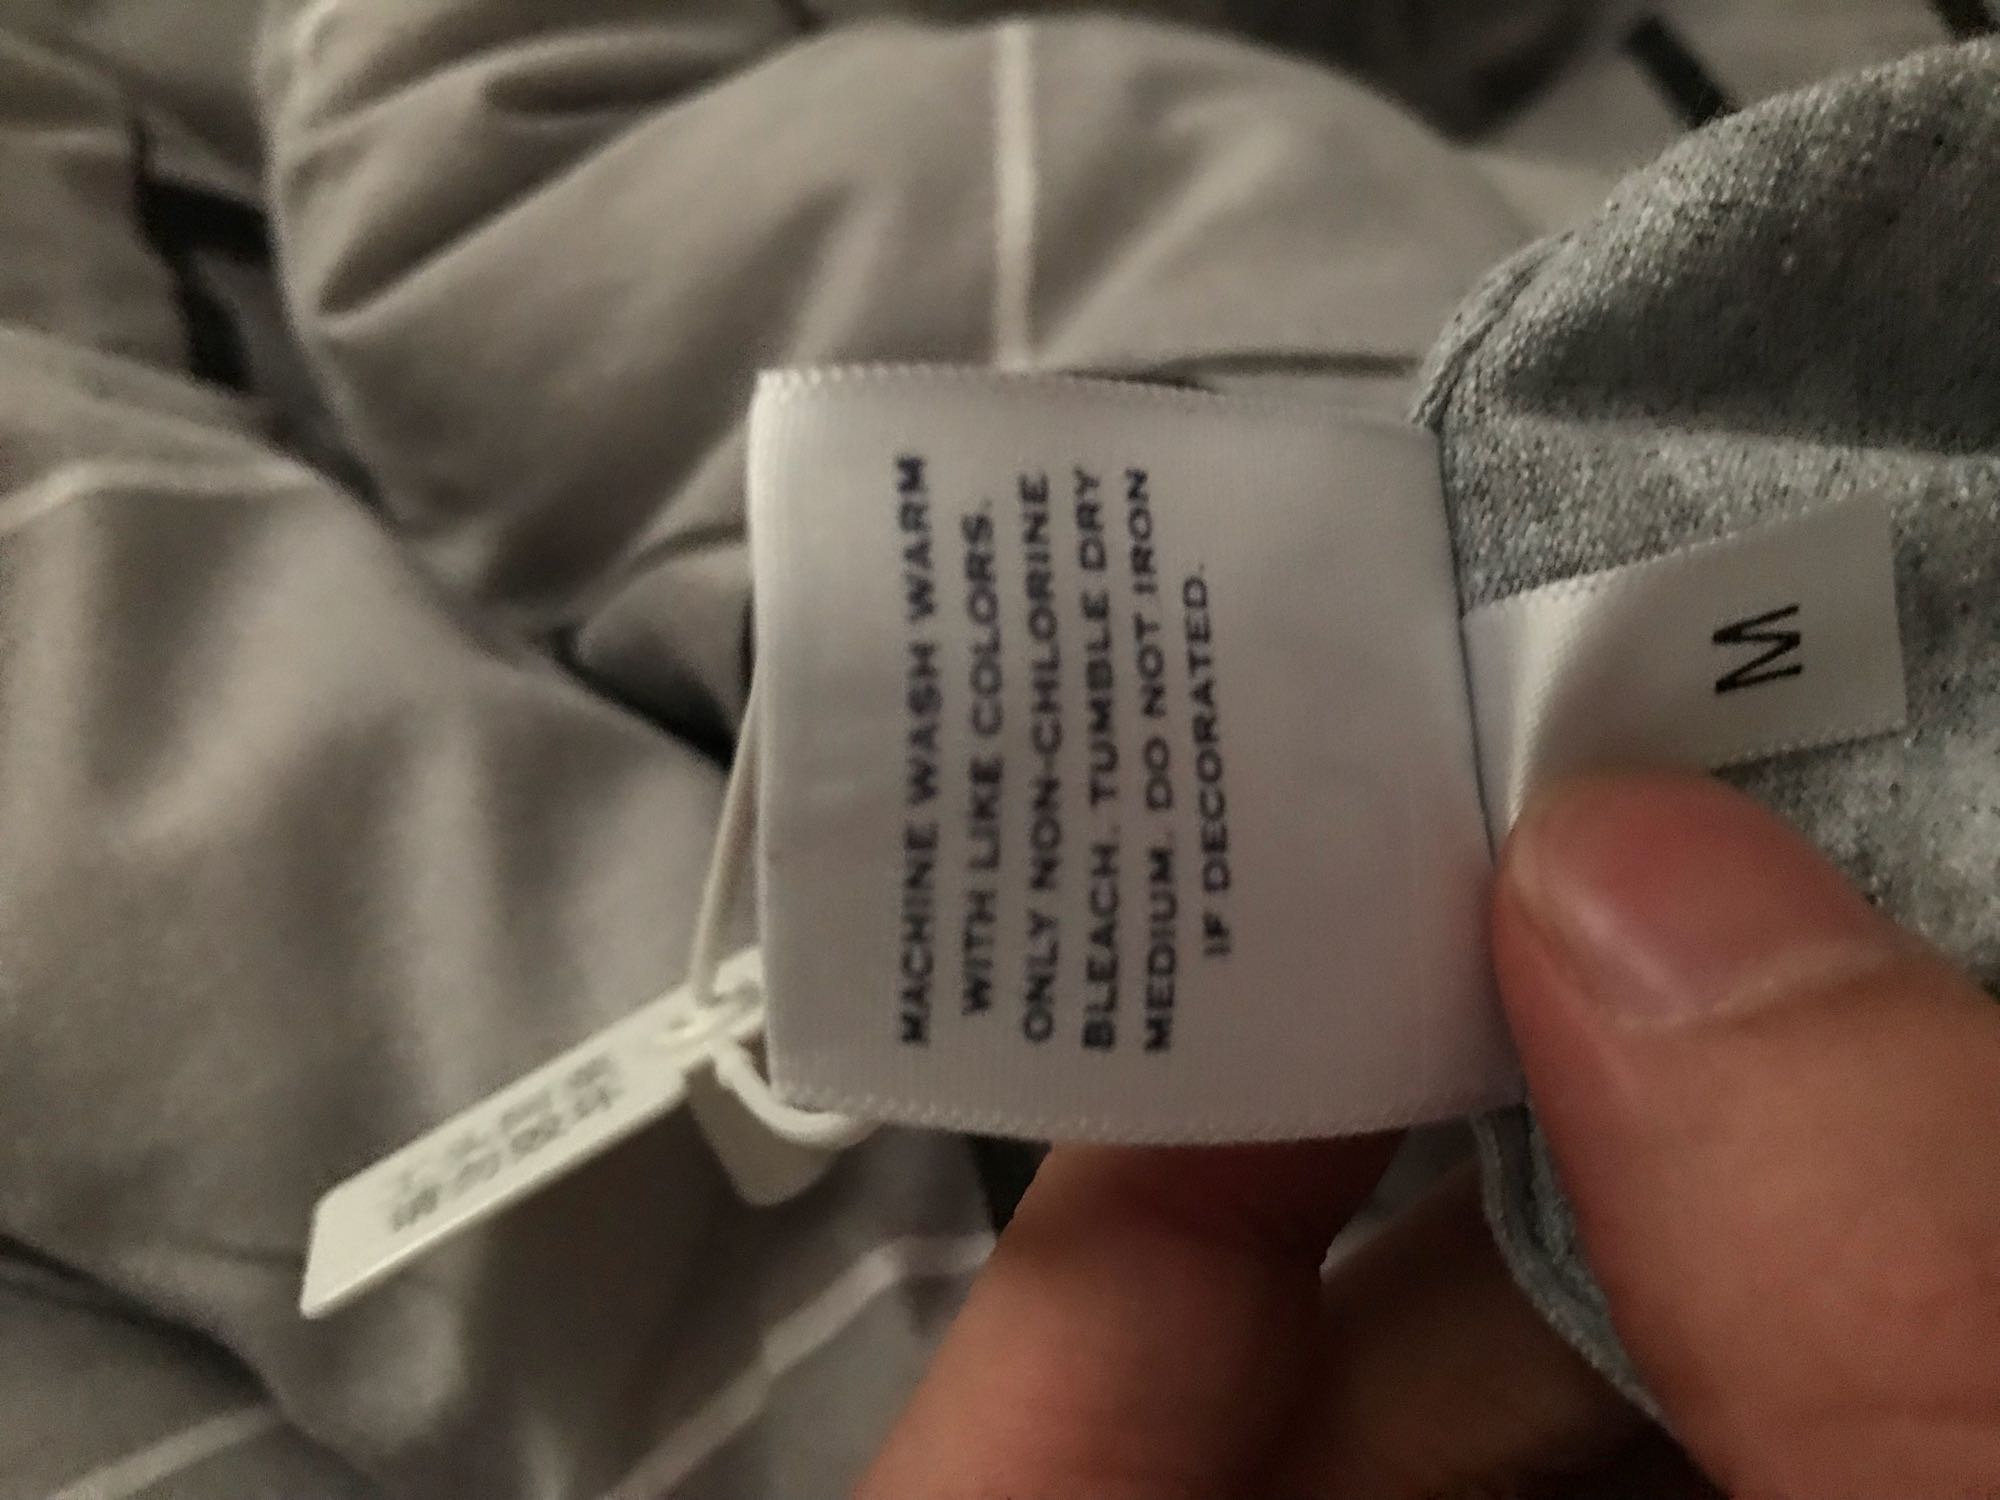 MACHINE WASH WARM
WITH LIKE COLORS.
ONLY NON-CHLORINE
BLEACH. TUMBLE DRY
MEDIUM. DO NOT IRON
IF DECORATED.
M